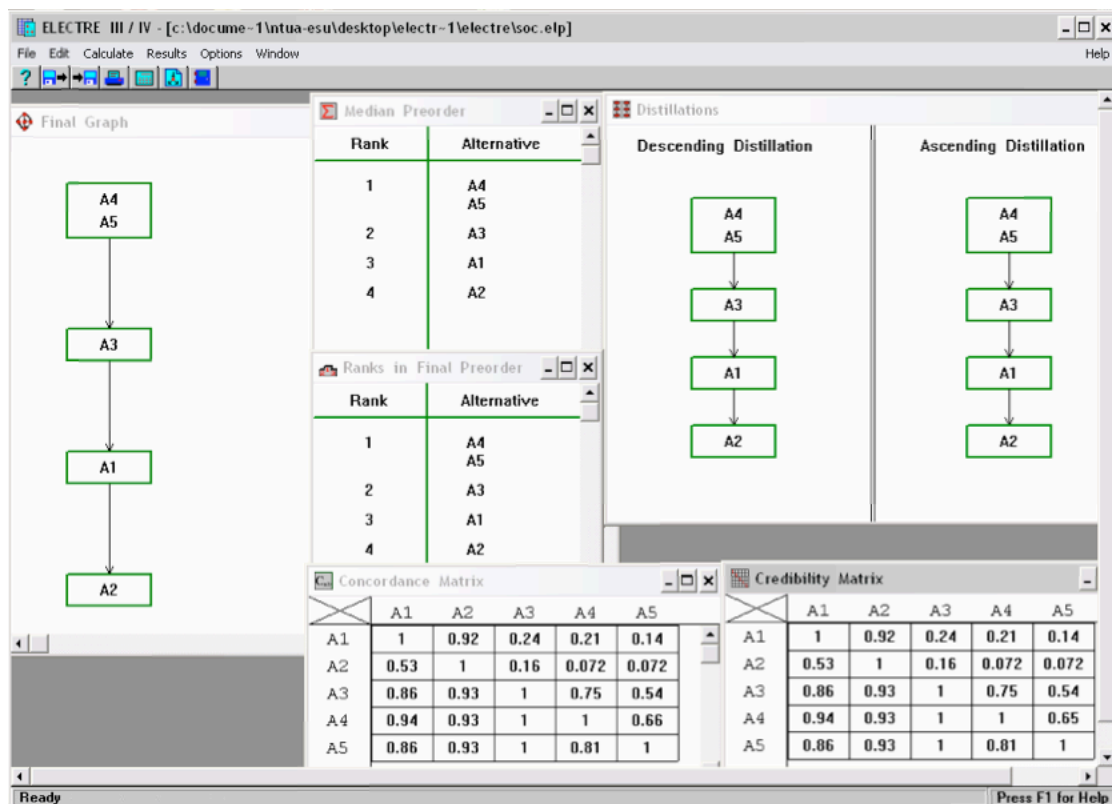 ELECTRE III / IV - [c:\docume~1\ntua-esu\desktop\electr~1\electre\soc.elp]
File Edit Calculate Results Options Window Help
Final Graph
A4
A5
A3
A1
A2
Median Preorder
Rank Alternative
1 A4
A5
2 A3
3 A1
4 A2
Ranks in Final Preorder
Rank Alternative
1 A4
A5
2 A3
3 A1
4 A2
Distillations
Descending Distillation Ascending Distillation
A4 A4
A5 A5
A3 A3
A1 A1
A2 A2
Concordance Matrix
A1 A2 A3 A4 A5
A1 1 0.92 0.24 0.21 0.14
A2 0.53 1 0.16 0.072 0.072
A3 0.86 0.93 1 0.75 0.54
A4 0.94 0.93 1 1 0.66
A5 0.86 0.93 1 0.81 1
Credibility Matrix
A1 A2 A3 A4 A5
A1 1 0.92 0.24 0.21 0.14
A2 0.53 1 0.16 0.072 0.072
A3 0.86 0.93 1 0.75 0.54
A4 0.94 0.93 1 1 0.65
A5 0.86 0.93 1 0.81 1
Ready Press F1 for Help